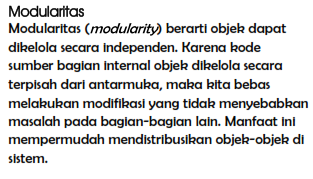 Modularitas
Modularitas (modularity) berarti objek dapat
dikelola secara independen. Karena kode
sumber bagian internal objek dikelola secara
terpisah dari antarmuka, maka kita bebas
melakukan modifikasi yang tidak menyebabkan
masalah pada bagian-bagian lain. Manfaat ini
mempermudah mendistribusikan objek-objek di
sistem.